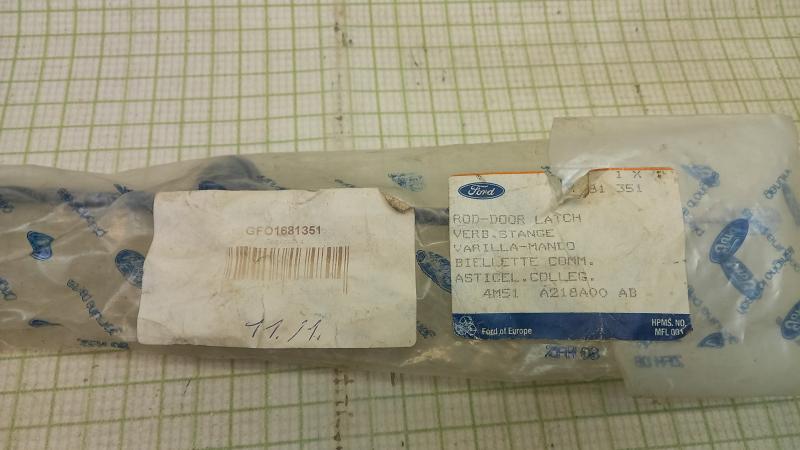 GFO1681351
11.11.
Ford
1 X
81 351
ROD-DOOR LATCH
VERB.STANGE
VARILLA-MANDO
BIELLETTE COMM.
ASTICEL.COLLEG.
4M51 A218A00 AB
Ford of Europe
HPMS. NO.
MFL 001